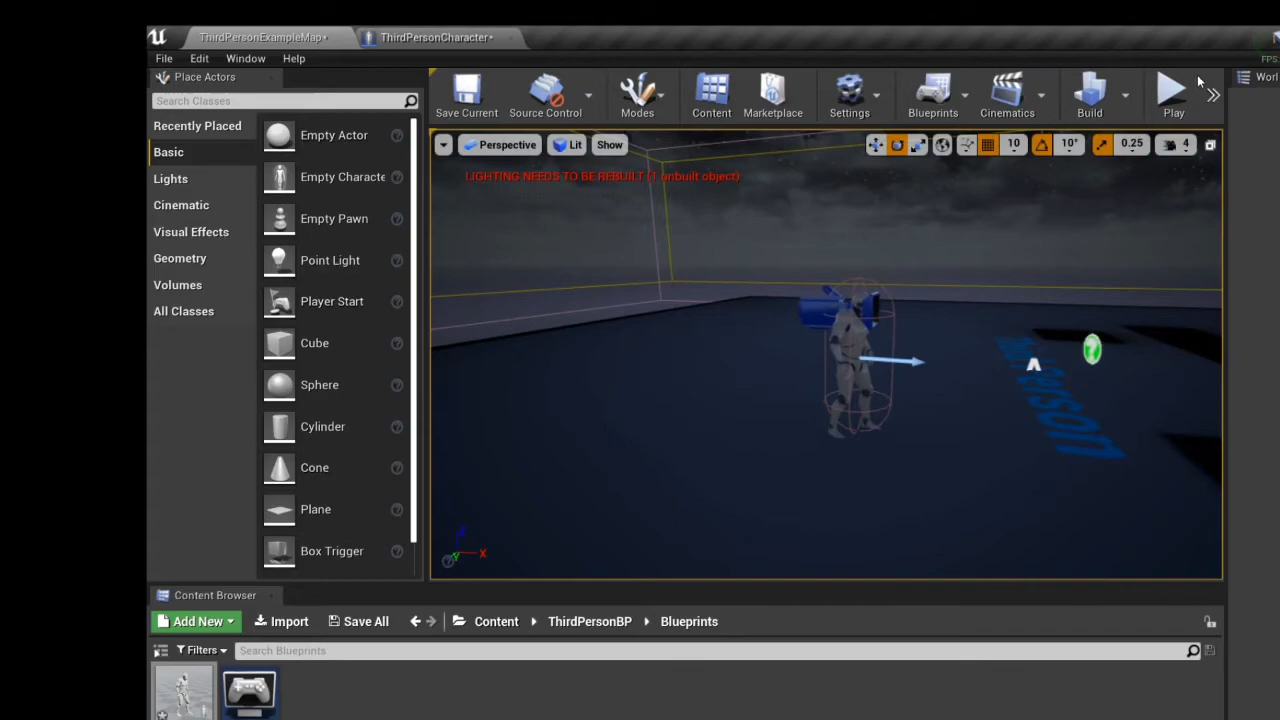 ThirdPersonExampleMap*
ThirdPersonCharacter*
File Edit Window Help
FPS
Place Actors
Worl
Search Classes
Recently Placed
Basic
Lights
Cinematic
Visual Effects
Geometry
Volumes
All Classes
Empty Actor
Empty Characte
Empty Pawn
Point Light
Player Start
Cube
Sphere
Cylinder
Cone
Plane
Box Trigger
Save Current
Source Control
Modes
Content
Marketplace
Settings
Blueprints
Cinematics
Build
Play
Perspective Lit Show
10 10° 0.25 4
LIGHTING NEEDS TO BE REBUILT (1 unbuilt object)
Z
X
Y
Content Browser
Add New Import Save All Content ThirdPersonBP Blueprints
Filters Search Blueprints